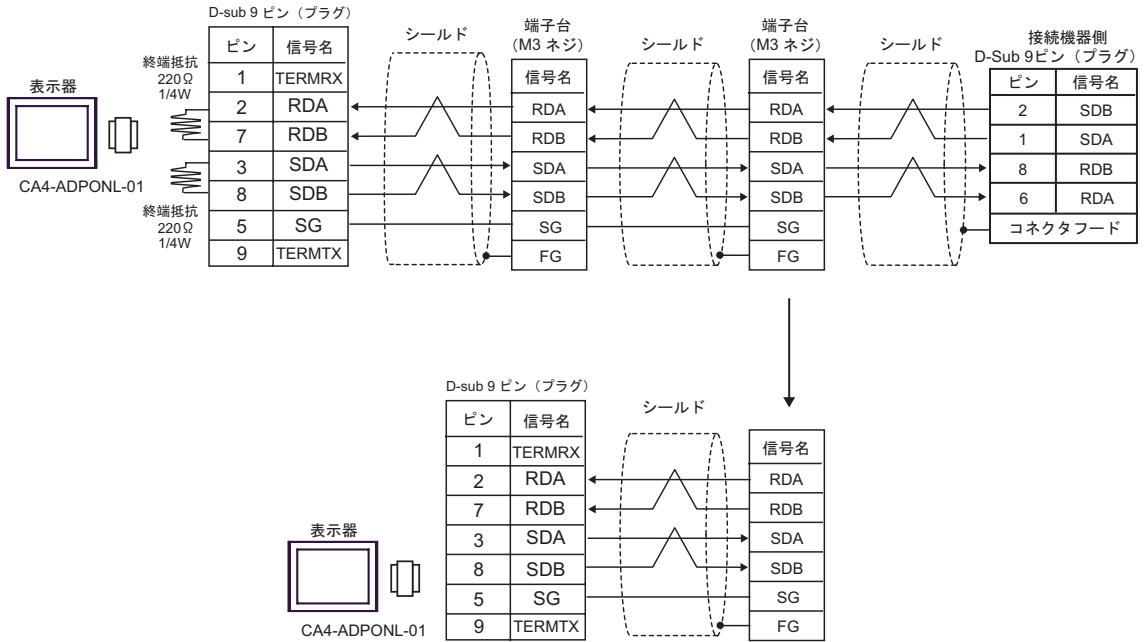 D-sub 9 ピン（プラグ）
ピン 信号名
1 TERMRX
2 RDA
7 RDB
3 SDA
8 SDB
5 SG
9 TERMTX
終端抵抗
220Ω
1/4W
終端抵抗
220Ω
1/4W
表示器
CA4-ADPONL-01
シールド
端子台
（M3 ネジ）
信号名
RDA
RDB
SDA
SDB
SG
FG
シールド
端子台
（M3 ネジ）
信号名
RDA
RDB
SDA
SDB
SG
FG
シールド
接続機器側
D-Sub 9ピン（プラグ）
ピン 信号名
2 SDB
1 SDA
8 RDB
6 RDA
コネクタフード
D-sub 9 ピン（プラグ）
ピン 信号名
1 TERMRX
2 RDA
7 RDB
3 SDA
8 SDB
5 SG
9 TERMTX
表示器
CA4-ADPONL-01
シールド
信号名
RDA
RDB
SDA
SDB
SG
FG